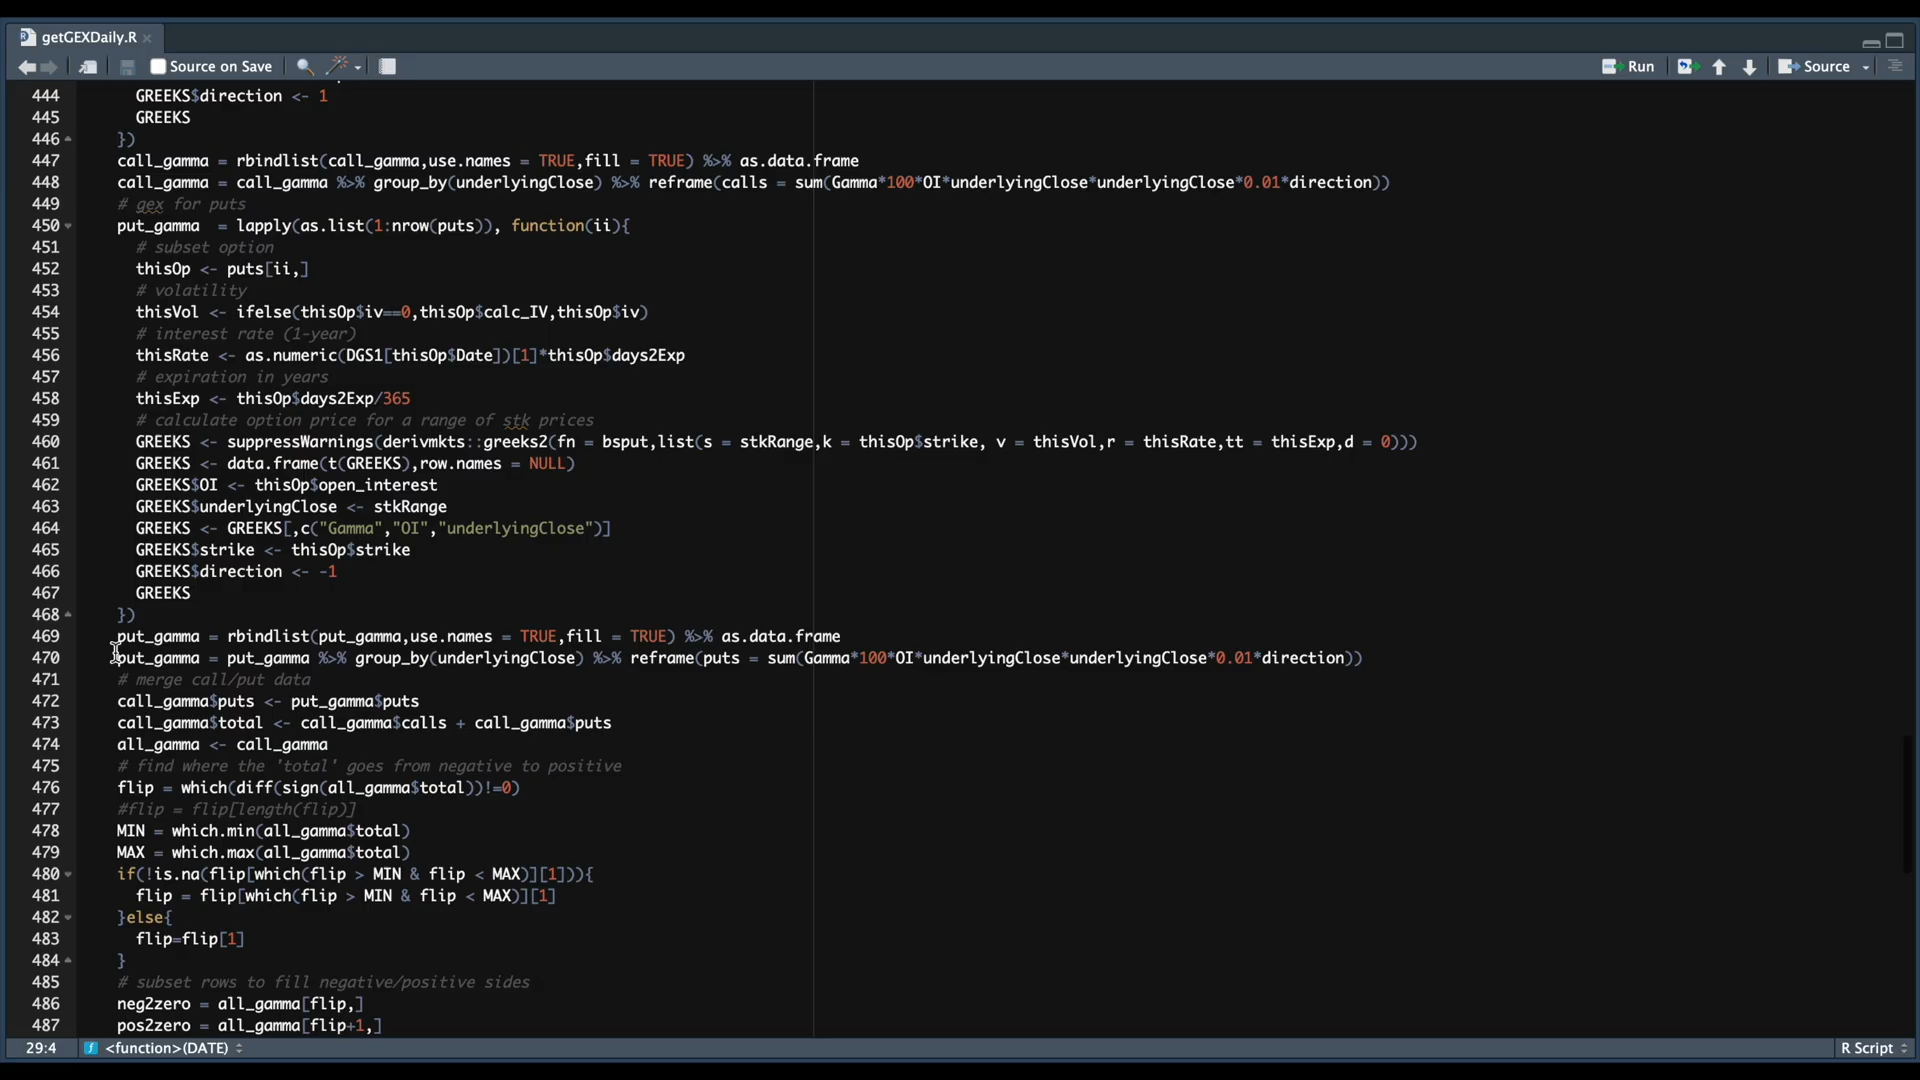 getGEXDaily.R
Source on Save
Run
Source
444 GREEKS$direction <- 1
445 GREEKS
446 })
447 call_gamma = rbindlist(call_gamma,use.names = TRUE,fill = TRUE) %>% as.data.frame
448 call_gamma = call_gamma %>% group_by(underlyingClose) %>% reframe(calls = sum(Gamma*100*OI*underlyingClose*underlyingClose*0.01*direction))
449 # gex for puts
450 put_gamma  = lapply(as.list(1:nrow(puts)), function(ii){
451 # subset option
452 thisOp <- puts[ii,]
453 # volatility
454 thisVol <- ifelse(thisOp$iv==0,thisOp$calc_IV,thisOp$iv)
455 # interest rate (1-year)
456 thisRate <- as.numeric(DGS1[thisOp$Date])[1]*thisOp$days2Exp
457 # expiration in years
458 thisExp <- thisOp$days2Exp/365
459 # calculate option price for a range of stk prices
460 GREEKS <- suppressWarnings(derivmkts::greeks2(fn = bsput,list(s = stkRange,k = thisOp$strike, v = thisVol,r = thisRate,tt = thisExp,d = 0)))
461 GREEKS <- data.frame(t(GREEKS),row.names = NULL)
462 GREEKS$OI <- thisOp$open_interest
463 GREEKS$underlyingClose <- stkRange
464 GREEKS <- GREEKS[,c("Gamma","OI","underlyingClose")]
465 GREEKS$strike <- thisOp$strike
466 GREEKS$direction <- -1
467 GREEKS
468 })
469 put_gamma = rbindlist(put_gamma,use.names = TRUE,fill = TRUE) %>% as.data.frame
470 put_gamma = put_gamma %>% group_by(underlyingClose) %>% reframe(puts = sum(Gamma*100*OI*underlyingClose*underlyingClose*0.01*direction))
471 # merge call/put data
472 call_gamma$puts <- put_gamma$puts
473 call_gamma$total <- call_gamma$calls + call_gamma$puts
474 all_gamma <- call_gamma
475 # find where the 'total' goes from negative to positive
476 flip = which(diff(sign(all_gamma$total))!=0)
477 #flip = flip[length(flip)]
478 MIN = which.min(all_gamma$total)
479 MAX = which.max(all_gamma$total)
480 if(!is.na(flip[which(flip > MIN & flip < MAX)][1])){
481 flip = flip[which(flip > MIN & flip < MAX)][1]
482 }else{
483 flip=flip[1]
484 }
485 # subset rows to fill negative/positive sides
486 neg2zero = all_gamma[flip,]
487 pos2zero = all_gamma[flip+1,]
29:4 <function>(DATE) R Script